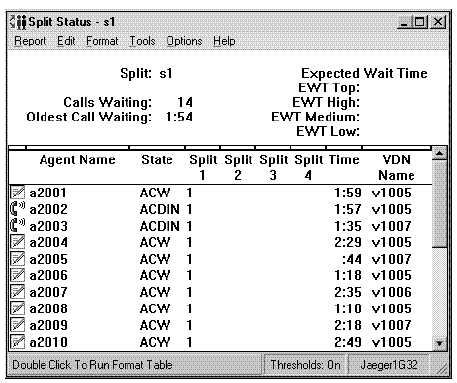 Split Status - s1
Report Edit Format Tools Options Help
Split: s1 Expected Wait Time
EWT Top:
Calls Waiting: 14 EWT High:
Oldest Call Waiting: 1:54 EWT Medium:
EWT Low:
Agent Name State Split Split Split Split Time VDN
1 2 3 4 Name
a2001 ACW 1 1:59 v1005
a2002 ACDIN 1 1:57 v1005
a2003 ACDIN 1 1:35 v1007
a2004 ACW 1 2:29 v1005
a2005 ACW 1 :44 v1007
a2006 ACW 1 1:18 v1005
a2007 ACW 1 2:35 v1006
a2008 ACW 1 1:10 v1005
a2009 ACW 1 2:18 v1007
a2010 ACW 1 2:49 v1005
Double Click To Run Fomat Table Thresholds: On Jaeger1G32